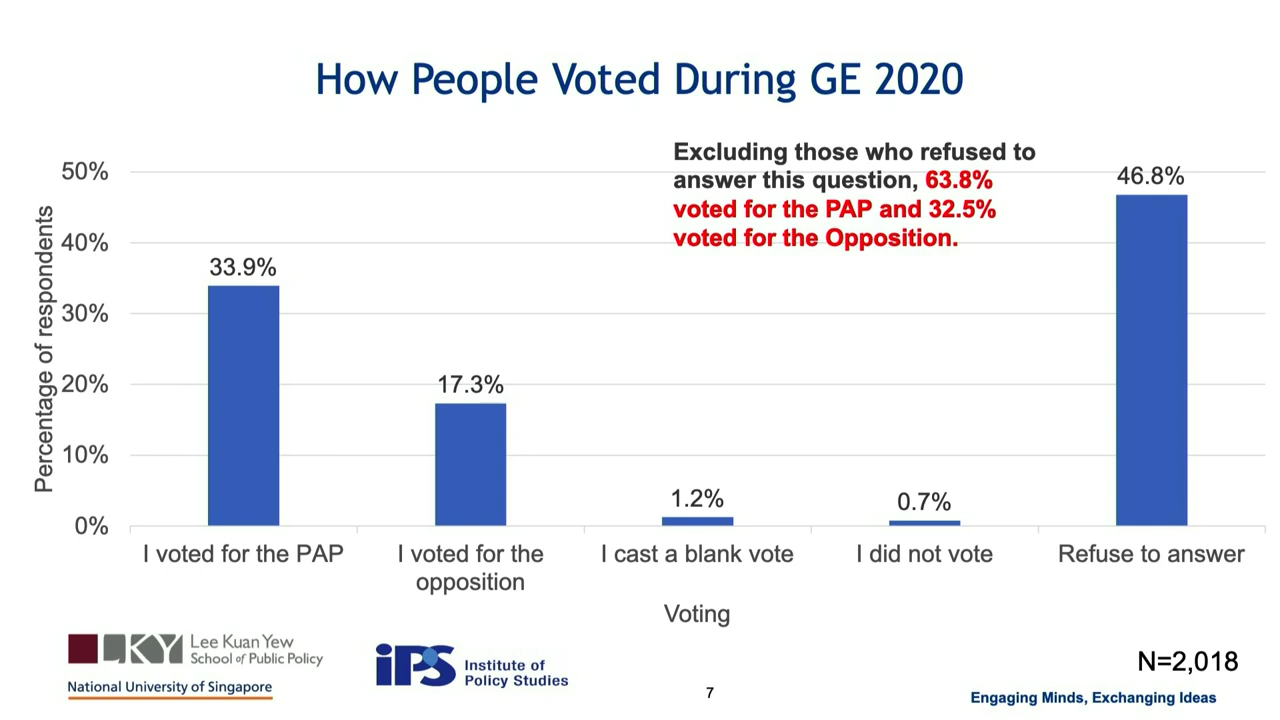 How People Voted During GE 2020
Excluding those who refused to
answer this question, 63.8%
voted for the PAP and 32.5%
voted for the Opposition.
Percentage of respondents
50%
40%
30%
20%
10%
0%
33.9%
17.3%
1.2%
0.7%
46.8%
I voted for the PAP
I voted for the
opposition
I cast a blank vote
I did not vote
Refuse to answer
Voting
LKY
Lee Kuan Yew
School of Public Policy
National University of Singapore
iPS
Institute of
Policy Studies
7
N=2,018
Engaging Minds, Exchanging Ideas